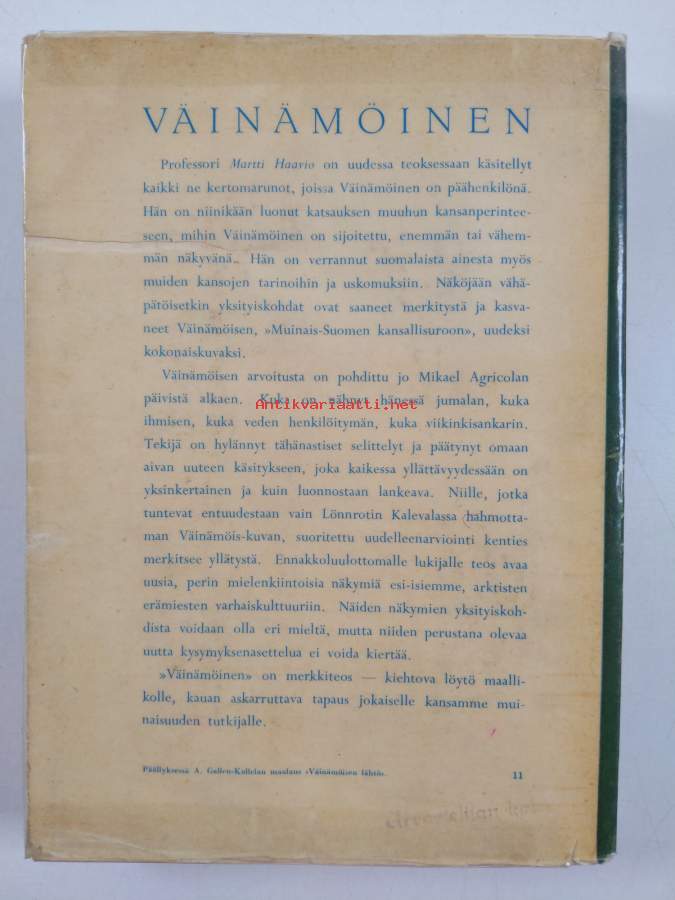 VÄINÄMÖINEN
Professori Martti Haavio on uudessa teoksessaan käsitellyt
kaikki ne kertomarunot, joissa Väinämöinen on päähenkilönä.
Hän on niinikään luonut katsauksen muuhun kansanperintee-
seen, mihin Väinämöinen on sijoitettu, enemmän tai vähem-
män näkyvänä. Hän on verrannut suomalaista ainesta myös
muiden kansojen tarinoihin ja uskomuksiin. Näköjään vähä-
pätöisetkin yksityiskohdat ovat saaneet merkitystä ja kasva-
neet Väinämöisen, »Muinais-Suomen kansallisuroon», uudeksi
kokonaiskuvaksi.
Väinämöisen arvoitusta on pohdittu jo Mikael Agricolan
päivistä alkaen. Kuka on nähnyt hänessä jumalan, kuka
Antikvariaatti.net
ihmisen, kuka veden henkilöitymän, kuka viikinkisankarin.
Tekijä on hylännyt tähänastiset selittelyt ja päätynyt omaan
aivan uuteen käsitykseen, joka kaikessa yllättävyydessään on
yksinkertainen ja kuin luonnostaan lankeava. Niille, jotka
tuntevat entuudestaan vain Lönnrotin Kalevalassa hahmotta-
man Väinämöis-kuvan, suoritettu uudelleenarviointi kenties
merkitsee yllätystä. Ennakkoluulottomalle lukijalle teos avaa
uusia, perin mielenkiintoisia näkymiä esi-isiemme, arktisten
erämiesten varhaiskulttuuriin. Näiden näkymien yksityiskoh-
dista voidaan olla eri mieltä, mutta niiden perustana olevaa
uutta kysymyksenasettelua ei voida kiertää.
»Väinämöinen» on merkkiteos — kiehtova löytö maalli-
kolle, kauan askarruttava tapaus jokaiselle kansamme mui-
naisuuden tutkijalle.
Päällyksessä A. Gallen-Kallelan maalaus »Väinämöisen lähtö».
11